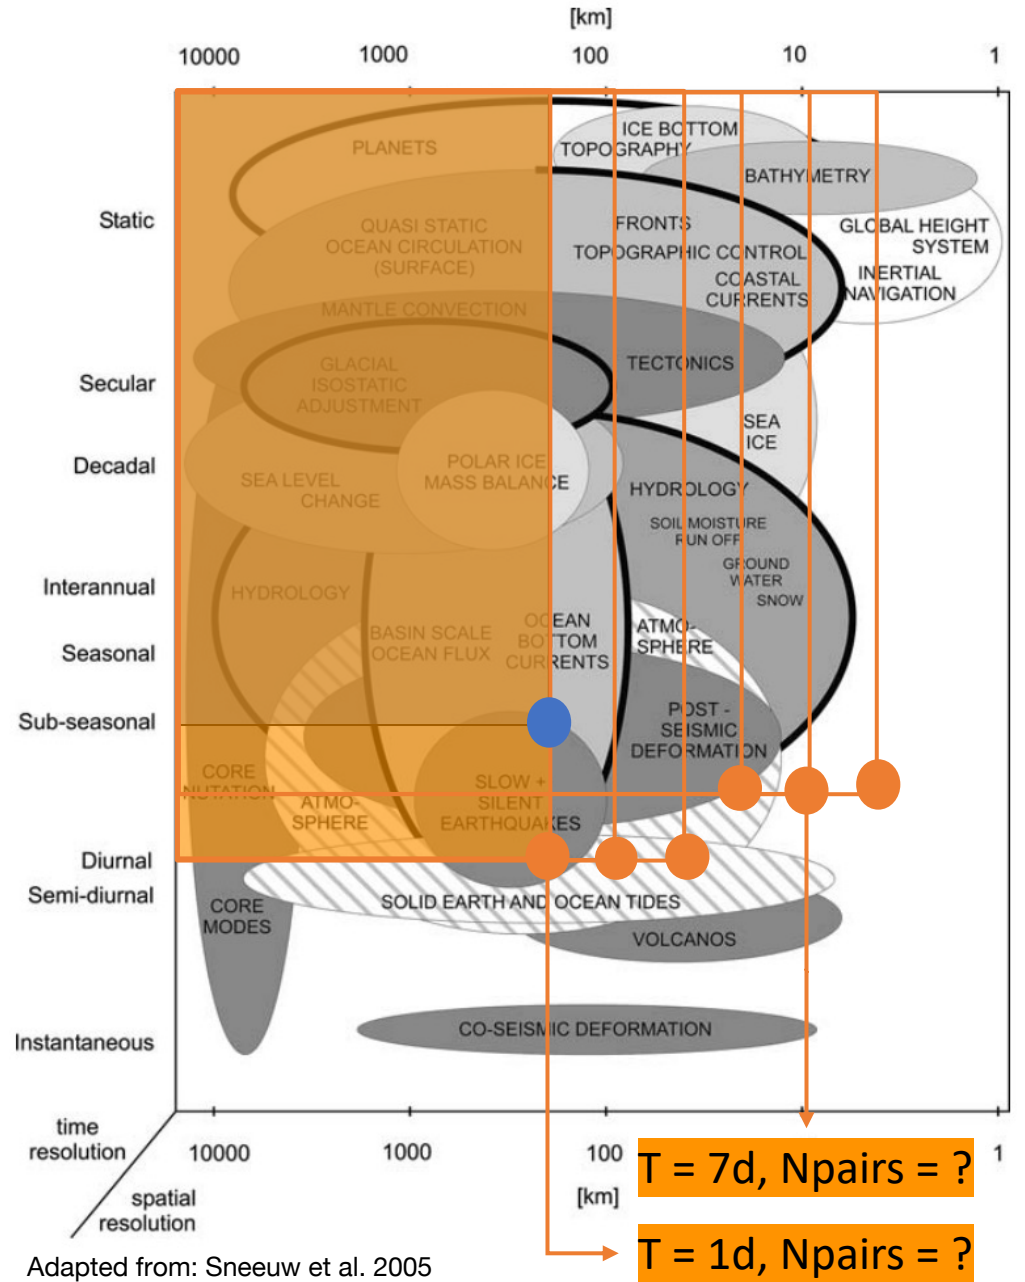 [km]
10000 1000 100 10 1
ICE BOTTOM
TOPOGRAPHY
PLANETS
BATHYMETRY
Static
QUASI STATIC
OCEAN CIRCULATION
(SURFACE)
FRONTS
TOPOGRAPHIC CONTROL
COASTAL
CURRENTS
GLOBAL HEIGHT
SYSTEM
INERTIAL
NAVIGATION
MANTLE CONVECTION
Secular
GLACIAL
ISOSTATIC
ADJUSTMENT
TECTONICS
SEA
ICE
Decadal
SEA LEVEL
CHANGE
POLAR ICE
MASS BALANCE
HYDROLOGY
SOIL MOISTURE
RUN OFF
GROUND
WATER
SNOW
Interannual
HYDROLOGY
Seasonal
BASIN SCALE
OCEAN FLUX
OCEAN
BOTTOM
CURRENTS
ATMO-
SPHERE
Sub-seasonal
POST -
SEISMIC
DEFORMATION
CORE
NUTATION
ATMO-
SPHERE
SLOW +
SILENT
EARTHQUAKES
Diurnal
Semi-diurnal
CORE
MODES
SOLID EARTH AND OCEAN TIDES
VOLCANOS
Instantaneous
CO-SEISMIC DEFORMATION
time
resolution
spatial
resolution
10000 1000 100 1
[km]
T = 7d, Npairs = ?
T = 1d, Npairs = ?
Adapted from: Sneeuw et al. 2005